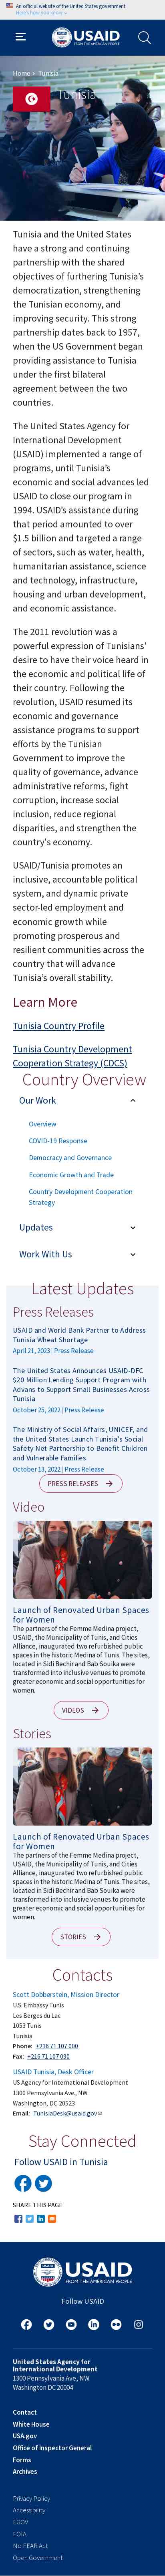 An official website of the United States government
Here's how you know
USAID
FROM THE AMERICAN PEOPLE
Home > Tunisia
Tunisia
Tunisia and the United States
have a strong and continuing
partnership with the shared
objectives of furthering Tunisia's
democratization, strengthening
the Tunisian economy, and
improving security. This strong
partnership dates back to 1957,
when the US Government began
providing assistance to Tunisia
under the first bilateral
agreement between the two
countries.
The United States Agency for
International Development
(USAID) implemented a range of
programs, until Tunisia's
economic and social advances led
USAID to close our program in
1994. USAID's assistance during
that time contributed to over
$1.5 billion and targeted a range
of sectors, such as water, health,
humanitarian assistance, science
and technology, infrastructure,
housing and urban development,
and assistance.
The 2011 revolution was a
powerful expression of Tunisians'
desire to have more voice and the
economic and political life of
their country. Following the
revolution, USAID resumed its
economic growth and democratic
assistance to support reform
efforts by the Tunisian
Government to improve
administrative capacity, fight
corruption, increase social
inclusion, reduce regional
disparities, and strengthen the
country's economy.
USAID/Tunisia promotes an
inclusive, accountable political
system, and dynamic private
sector-led employment and
economic growth while
promoting prosperous and
resilient communities across the
country that will advance
Tunisia's overall stability.
Learn More
Tunisia Country Profile
Tunisia Country Development
Cooperation Strategy (CDCS)
Country Overview
Our Work
Overview
COVID-19 Response
Democracy and Governance
Economic Growth and Trade
Country Development Cooperation
Strategy
Updates
Work With Us
Latest Updates
Press Releases
USAID and World Bank Partner to Address
Tunisia Wheat Shortage
April 21, 2023 | Press Release
The United States Announces USAID-DFC
$20 Million Lending Support Program with
Advans to Support Small Businesses Across
Tunisia
October 25, 2022 | Press Release
The Ministry of Social Affairs, UNICEF, and
the United States Launch Tunisia's Social
Safety Net Partnership to Benefit Children
and Vulnerable Families
October 13, 2022 | Press Release
PRESS RELEASES
Video
Launch of Renovated Urban Spaces
for Women
The partners of the Femme Medina project,
USAID, the Municipality of Tunis, and Cities
Alliance, inaugurated two refurbished public
spaces in the historic Medina of Tunis. The sites,
located in Sidi Bechir and Bab Souika were
transformed into inclusive venues to promote
greater economic and social opportunities for
women.
VIDEOS
Stories
Launch of Renovated Urban Spaces
for Women
The partners of the Femme Medina project,
USAID, the Municipality of Tunis, and Cities
Alliance, inaugurated two refurbished public
spaces in the historic Medina of Tunis. The sites,
located in Sidi Bechir and Bab Souika were
transformed into inclusive venues to promote
greater economic and social opportunities for
women.
STORIES
Contacts
Scott Dobberstein, Mission Director
U.S. Embassy Tunis
Les Berges du Lac
1053 Tunis
Tunisia
Phone: +216 71 107 000
Fax: +216 71 107 090
USAID Tunisia, Desk Officer
US Agency for International Development
1300 Pennsylvania Ave., NW
Washington, DC 20523
Email: TunisiaDesk@usaid.gov
Stay Connected
Follow USAID in Tunisia
SHARE THIS PAGE
USAID
FROM THE AMERICAN PEOPLE
Follow USAID
United States Agency for
International Development
1300 Pennsylvania Ave, NW
Washington DC 20004
Contact
White House
USA.gov
Office of Inspector General
Forms
Archives
Privacy Policy
Accessibility
EGOV
FOIA
No FEAR Act
Open Government